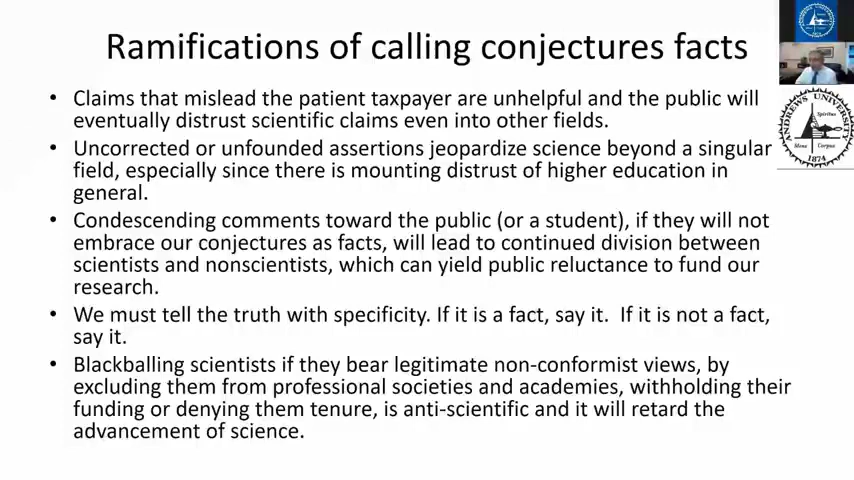 Ramifications of calling conjectures facts
• Claims that mislead the patient taxpayer are unhelpful and the public will
eventually distrust scientific claims even into other fields.
• Uncorrected or unfounded assertions jeopardize science beyond a singular
field, especially since there is mounting distrust of higher education in
general.
• Condescending comments toward the public (or a student), if they will not
embrace our conjectures as facts, will lead to continued division between
scientists and nonscientists, which can yield public reluctance to fund our
research.
• We must tell the truth with specificity. If it is a fact, say it.  If it is not a fact,
say it.
• Blackballing scientists if they bear legitimate non-conformist views, by
excluding them from professional societies and academies, withholding their
funding or denying them tenure, is anti-scientific and it will retard the
advancement of science.
ANDREWS UNIVERSITY
Spiritus
Mens Corpus
1874